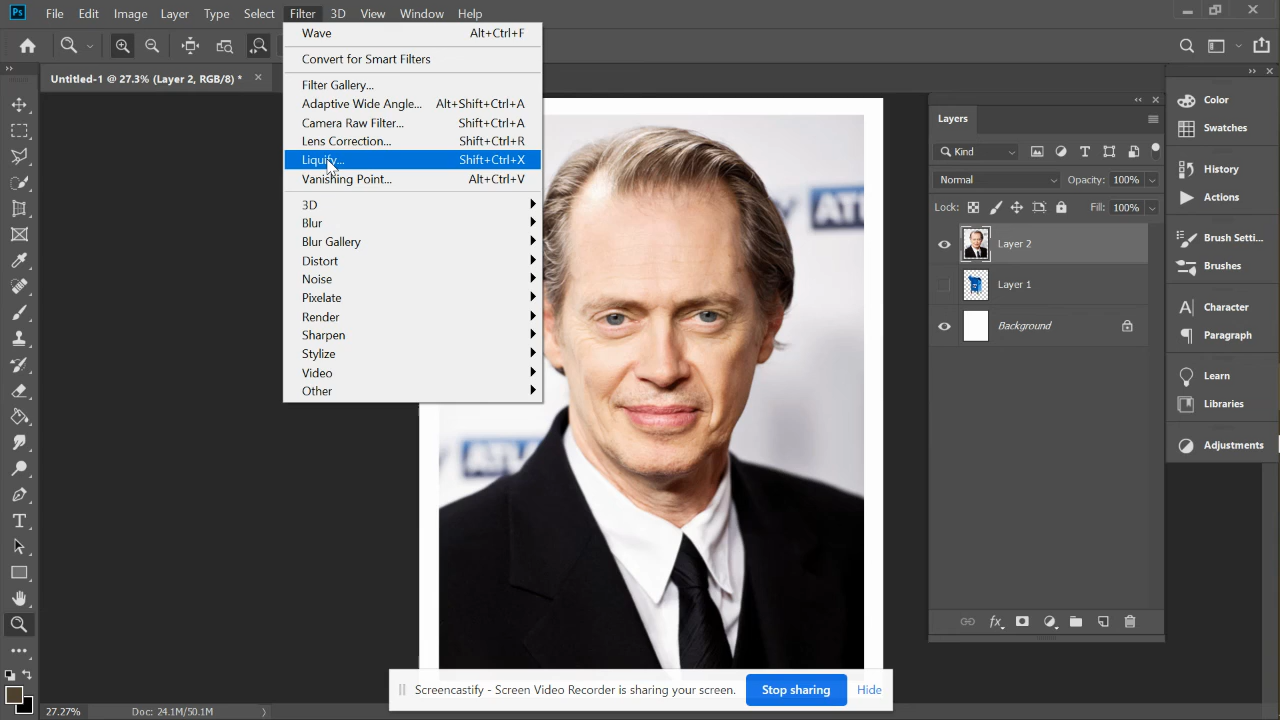 Ps File Edit Image Layer Type Select Filter 3D View Window Help
Untitled-1 @ 27.3% (Layer 2, RGB/8) *
Wave Alt+Ctrl+F
Convert for Smart Filters
Filter Gallery...
Adaptive Wide Angle... Alt+Shift+Ctrl+A
Camera Raw Filter... Shift+Ctrl+A
Lens Correction... Shift+Ctrl+R
Liquify... Shift+Ctrl+X
Vanishing Point... Alt+Ctrl+V
3D
Blur
Blur Gallery
Distort
Noise
Pixelate
Render
Sharpen
Stylize
Video
Other
Layers
Kind
Normal Opacity: 100%
Lock: Fill: 100%
Layer 2
Layer 1
Background
fx
Color
Swatches
History
Actions
Brush Setti...
Brushes
Character
Paragraph
Learn
Libraries
Adjustments
Screencastify - Screen Video Recorder is sharing your screen. Stop sharing Hide
27.27% Doc: 24.1M/50.1M